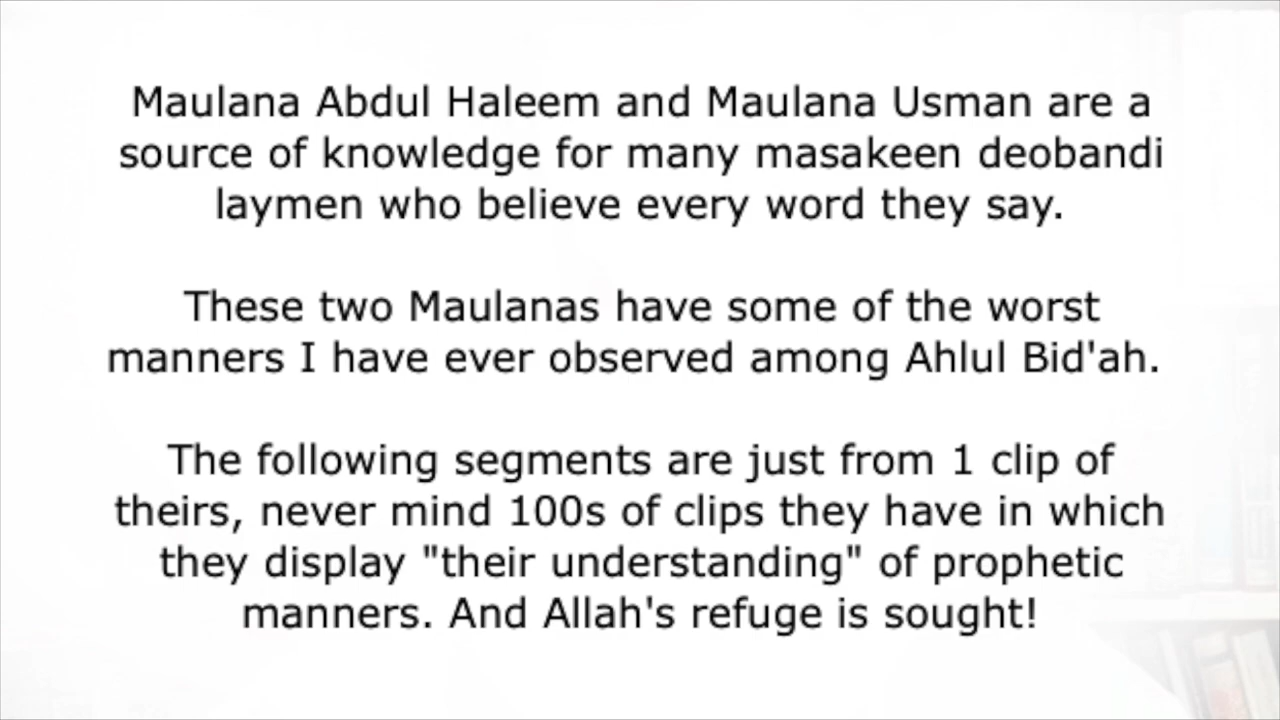 Maulana Abdul Haleem and Maulana Usman are a
source of knowledge for many masakeen deobandi
laymen who believe every word they say.
These two Maulanas have some of the worst
manners I have ever observed among Ahlul Bid'ah.
The following segments are just from 1 clip of
theirs, never mind 100s of clips they have in which
they display "their understanding" of prophetic
manners. And Allah's refuge is sought!